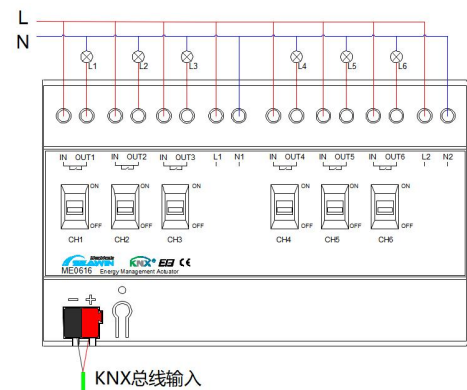 L
N
L1 L2 L3 L4 L5 L6
IN OUT1 IN OUT2 IN OUT3 L1 N1 IN OUT4 IN OUT5 IN OUT6 L2 N2
ON ON ON ON ON ON
OFF OFF OFF OFF OFF OFF
CH1 CH2 CH3 CH4 CH5 CH6
KNX EIB CE
ME0616 Energy Management Actuator
− +
KNX总线输入